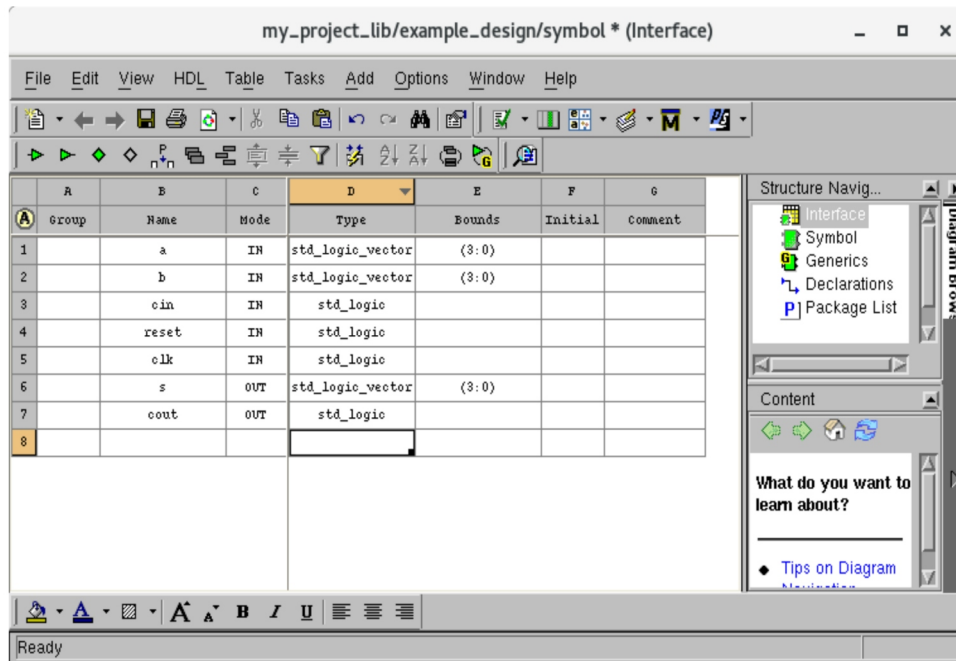 my_project_lib/example_design/symbol * (Interface)
File Edit View HDL Table Tasks Add Options Window Help
A B C D E F G
A Group Name Mode Type Bounds Initial Comment
1 a IN std_logic_vector (3:0)
2 b IN std_logic_vector (3:0)
3 cin IN std_logic
4 reset IN std_logic
5 clk IN std_logic
6 s OUT std_logic_vector (3:0)
7 cout OUT std_logic
8
Structure Navig...
Interface
Symbol
Generics
Declarations
Package List
Content
What do you want to
learn about?
Tips on Diagram
B I U
Ready